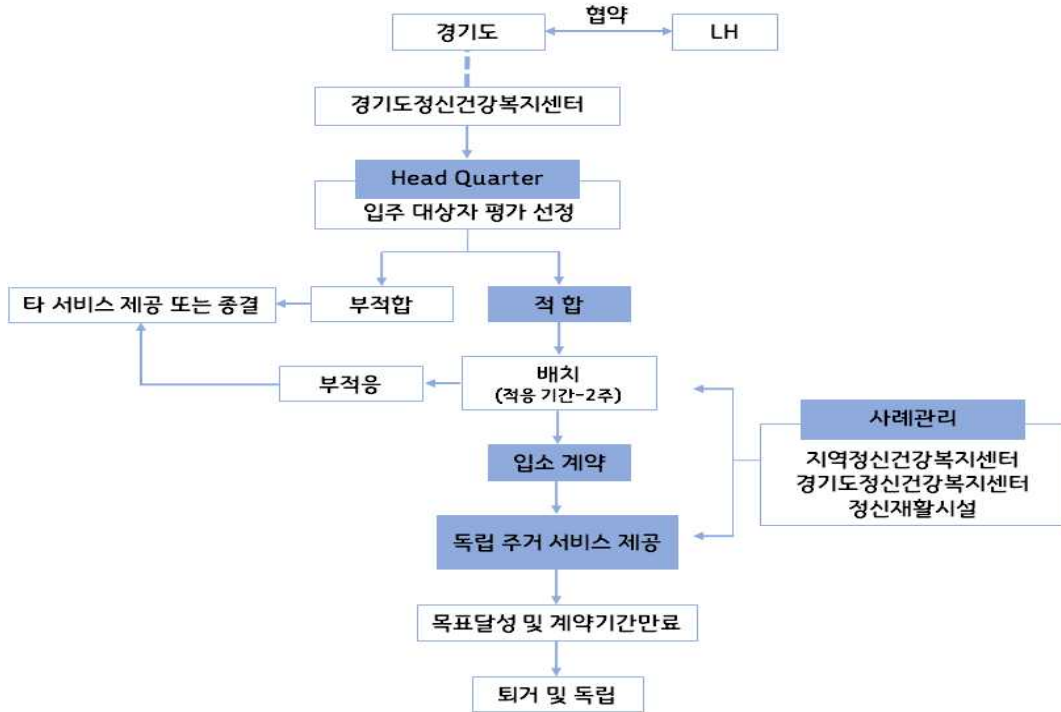 경기도
협약
LH
경기도정신건강복지센터
Head Quarter
입주 대상자 평가 선정
타 서비스 제공 또는 종결
부적합
적 합
부적응
배치
(적응 기간-2주)
사례관리
지역정신건강복지센터
경기도정신건강복지센터
정신재활시설
입소 계약
독립 주거 서비스 제공
목표달성 및 계약기간만료
퇴거 및 독립